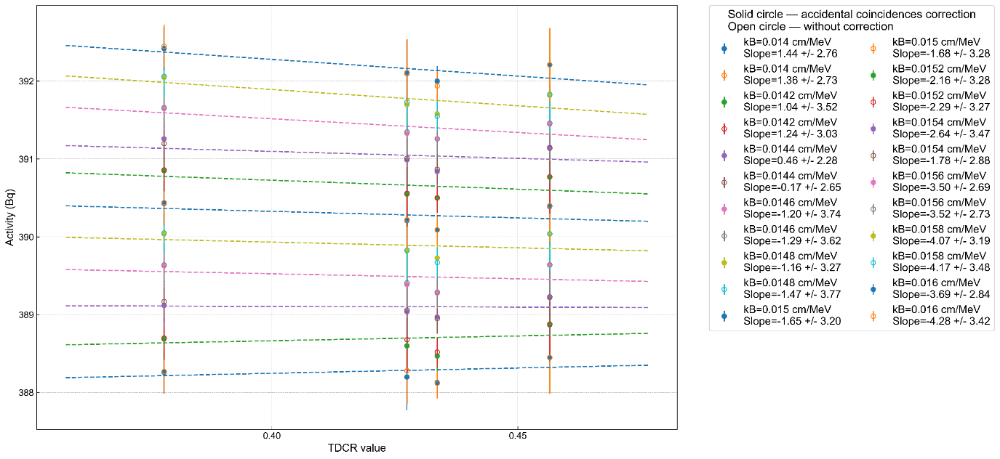 392
391
390
389
388
Activity (Bq)
0.40
0.45
TDCR value
Solid circle — accidental coincidences correction
Open circle — without correction
kB=0.014 cm/MeV
Slope=1.44 +/- 2.76
kB=0.014 cm/MeV
Slope=1.36 +/- 2.73
kB=0.0142 cm/MeV
Slope=1.04 +/- 3.52
kB=0.0142 cm/MeV
Slope=1.24 +/- 3.03
kB=0.0144 cm/MeV
Slope=0.46 +/- 2.28
kB=0.0144 cm/MeV
Slope=-0.17 +/- 2.65
kB=0.0146 cm/MeV
Slope=-1.20 +/- 3.74
kB=0.0146 cm/MeV
Slope=-1.29 +/- 3.62
kB=0.0148 cm/MeV
Slope=-1.16 +/- 3.27
kB=0.0148 cm/MeV
Slope=-1.47 +/- 3.77
kB=0.015 cm/MeV
Slope=-1.65 +/- 3.20
kB=0.015 cm/MeV
Slope=-1.68 +/- 3.28
kB=0.0152 cm/MeV
Slope=-2.16 +/- 3.28
kB=0.0152 cm/MeV
Slope=-2.29 +/- 3.27
kB=0.0154 cm/MeV
Slope=-2.64 +/- 3.47
kB=0.0154 cm/MeV
Slope=-1.78 +/- 2.88
kB=0.0156 cm/MeV
Slope=-3.50 +/- 2.69
kB=0.0156 cm/MeV
Slope=-3.52 +/- 2.73
kB=0.0158 cm/MeV
Slope=-4.07 +/- 3.19
kB=0.0158 cm/MeV
Slope=-4.17 +/- 3.48
kB=0.016 cm/MeV
Slope=-3.69 +/- 2.84
kB=0.016 cm/MeV
Slope=-4.28 +/- 3.42